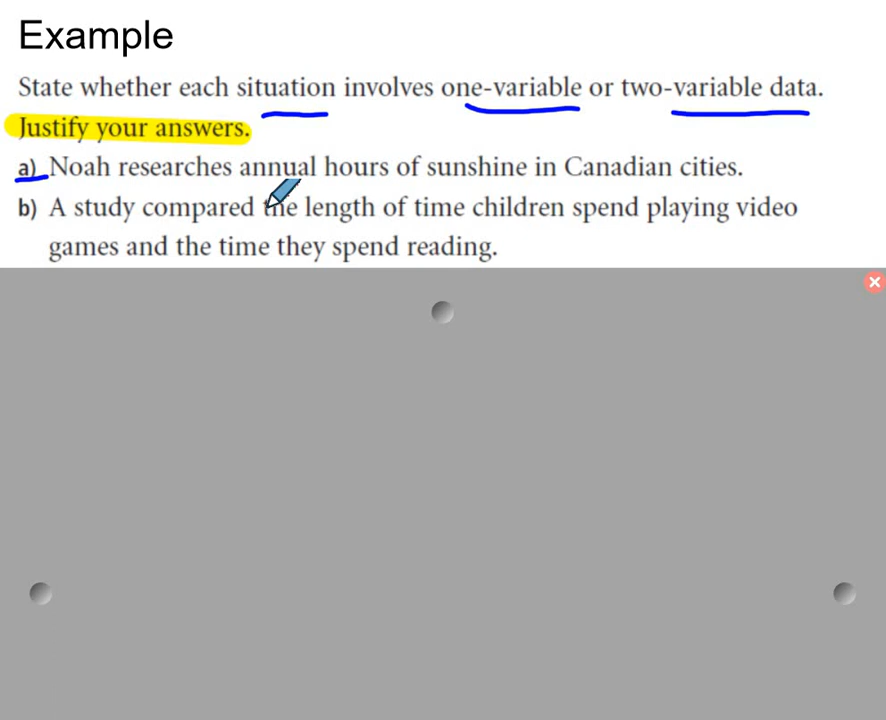 Example
State whether each situation involves one-variable or two-variable data.
Justify your answers.
a) Noah researches annual hours of sunshine in Canadian cities.
b) A study compared the length of time children spend playing video
games and the time they spend reading.